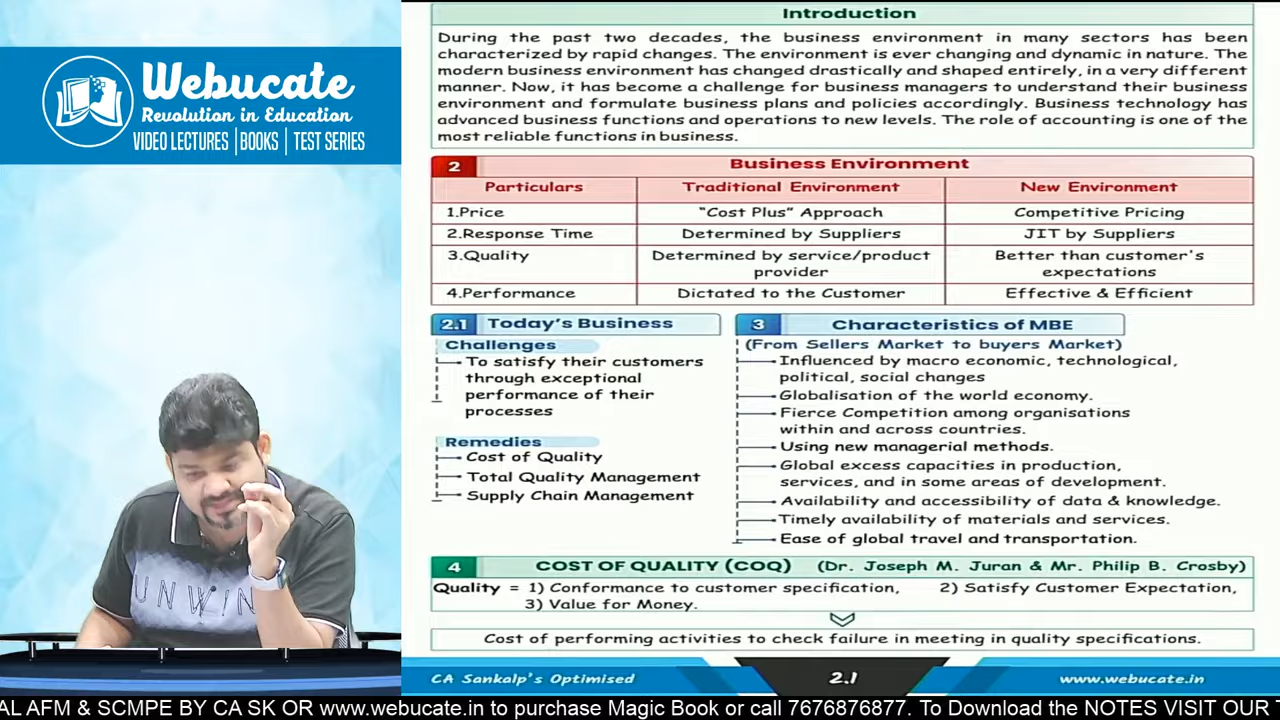 Webucate
Revolution in Education
VIDEO LECTURES | BOOKS | TEST SERIES
UNWIN
Introduction
During the past two decades, the business environment in many sectors has been
characterized by rapid changes. The environment is ever changing and dynamic in nature. The
modern business environment has changed drastically and shaped entirely, in a very different
manner. Now, it has become a challenge for business managers to understand their business
environment and formulate business plans and policies accordingly. Business technology has
advanced business functions and operations to new levels. The role of accounting is one of the
most reliable functions in business.
2 Business Environment
Particulars Traditional Environment New Environment
1.Price "Cost Plus" Approach Competitive Pricing
2.Response Time Determined by Suppliers JIT by Suppliers
3.Quality Determined by service/product Better than customer's
provider expectations
4.Performance Dictated to the Customer Effective & Efficient
2.1 Today's Business
Challenges
To satisfy their customers
through exceptional
performance of their
processes
Remedies
Cost of Quality
Total Quality Management
Supply Chain Management
3 Characteristics of MBE
(From Sellers Market to buyers Market)
Influenced by macro economic, technological,
political, social changes
Globalisation of the world economy.
Fierce Competition among organisations
within and across countries.
Using new managerial methods.
Global excess capacities in production,
services, and in some areas of development.
Availability and accessibility of data & knowledge.
Timely availability of materials and services.
Ease of global travel and transportation.
4 COST OF QUALITY (COQ) (Dr. Joseph M. Juran & Mr. Philip B. Crosby)
Quality = 1) Conformance to customer specification, 2) Satisfy Customer Expectation,
3) Value for Money.
Cost of performing activities to check failure in meeting in quality specifications.
CA Sankalp's Optimised 2.1 www.webucate.in
AL AFM & SCMPE BY CA SK OR www.webucate.in to purchase Magic Book or call 7676876877. To Download the NOTES VISIT OUR